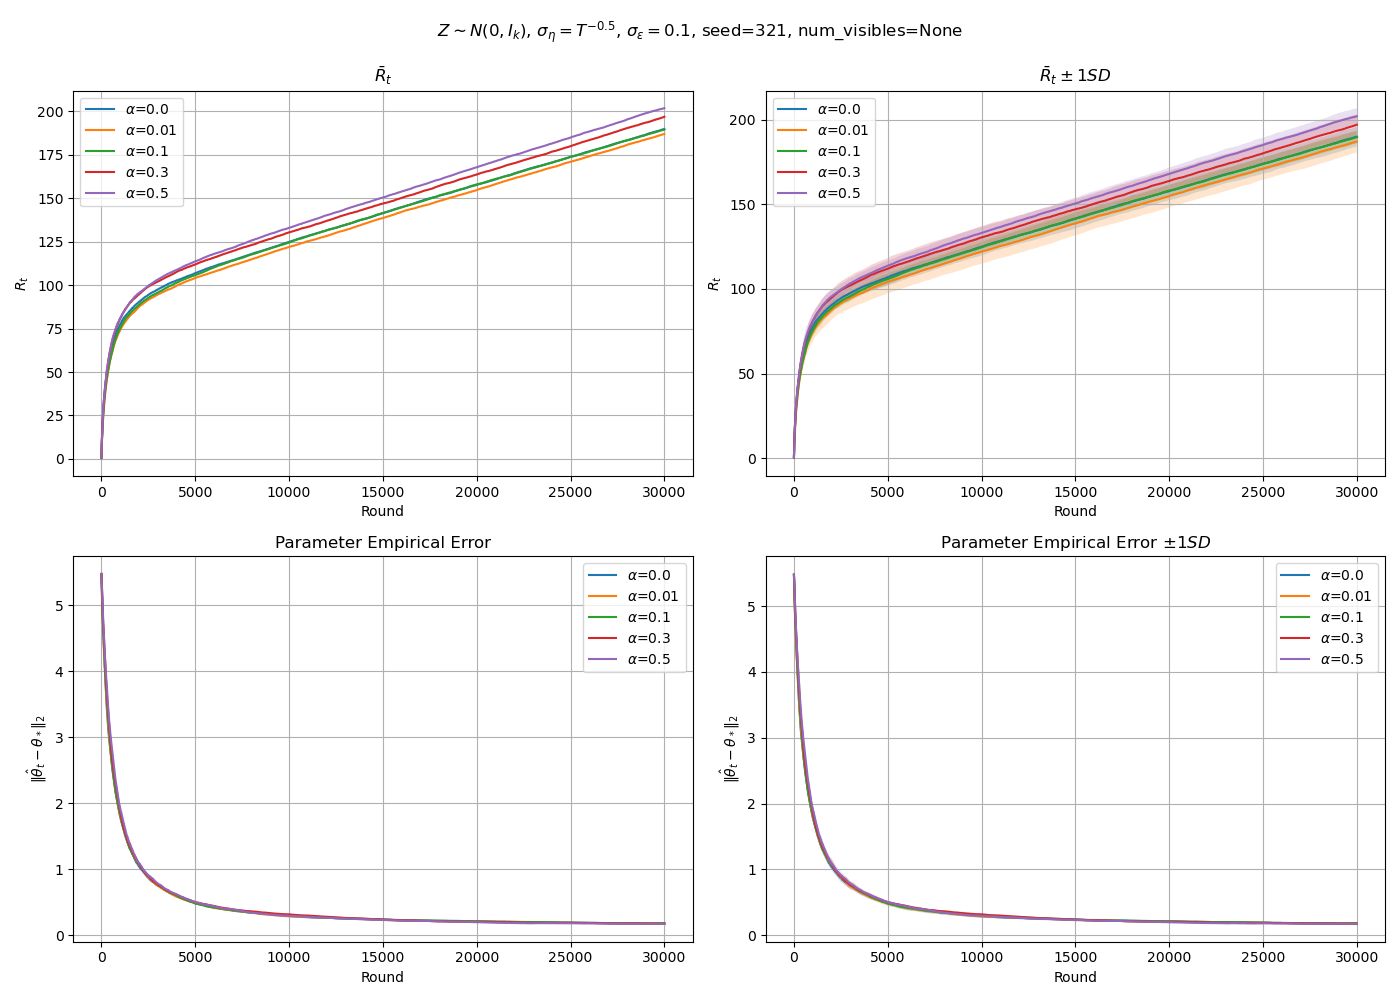 Z ~ N(0, I_k), σ_η = T^{-0.5}, σ_ε = 0.1, seed=321, num_visibles=None
R̄_t
R_t
200
175
150
125
100
75
50
25
0
α=0.0
α=0.01
α=0.1
α=0.3
α=0.5
0 5000 10000 15000 20000 25000 30000
Round
R̄_t ± 1SD
R_t
200
150
100
50
0
α=0.0
α=0.01
α=0.1
α=0.3
α=0.5
0 5000 10000 15000 20000 25000 30000
Round
Parameter Empirical Error
‖θ̂_t − θ_*‖_2
5
4
3
2
1
0
α=0.0
α=0.01
α=0.1
α=0.3
α=0.5
0 5000 10000 15000 20000 25000 30000
Round
Parameter Empirical Error ±1SD
‖θ̂_t − θ_*‖_2
5
4
3
2
1
0
α=0.0
α=0.01
α=0.1
α=0.3
α=0.5
0 5000 10000 15000 20000 25000 30000
Round